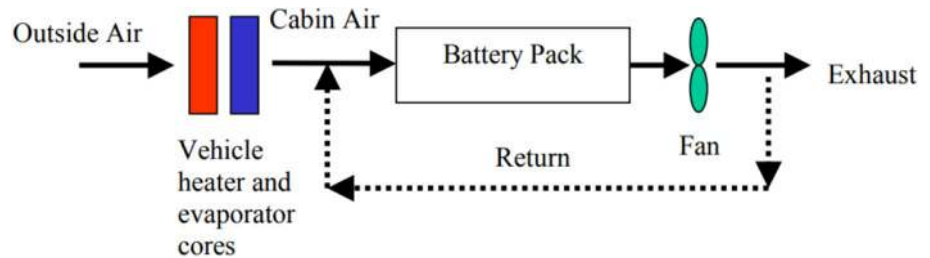 Outside Air
Cabin Air
Battery Pack
Exhaust
Vehicle
heater and
evaporator
cores
Return
Fan